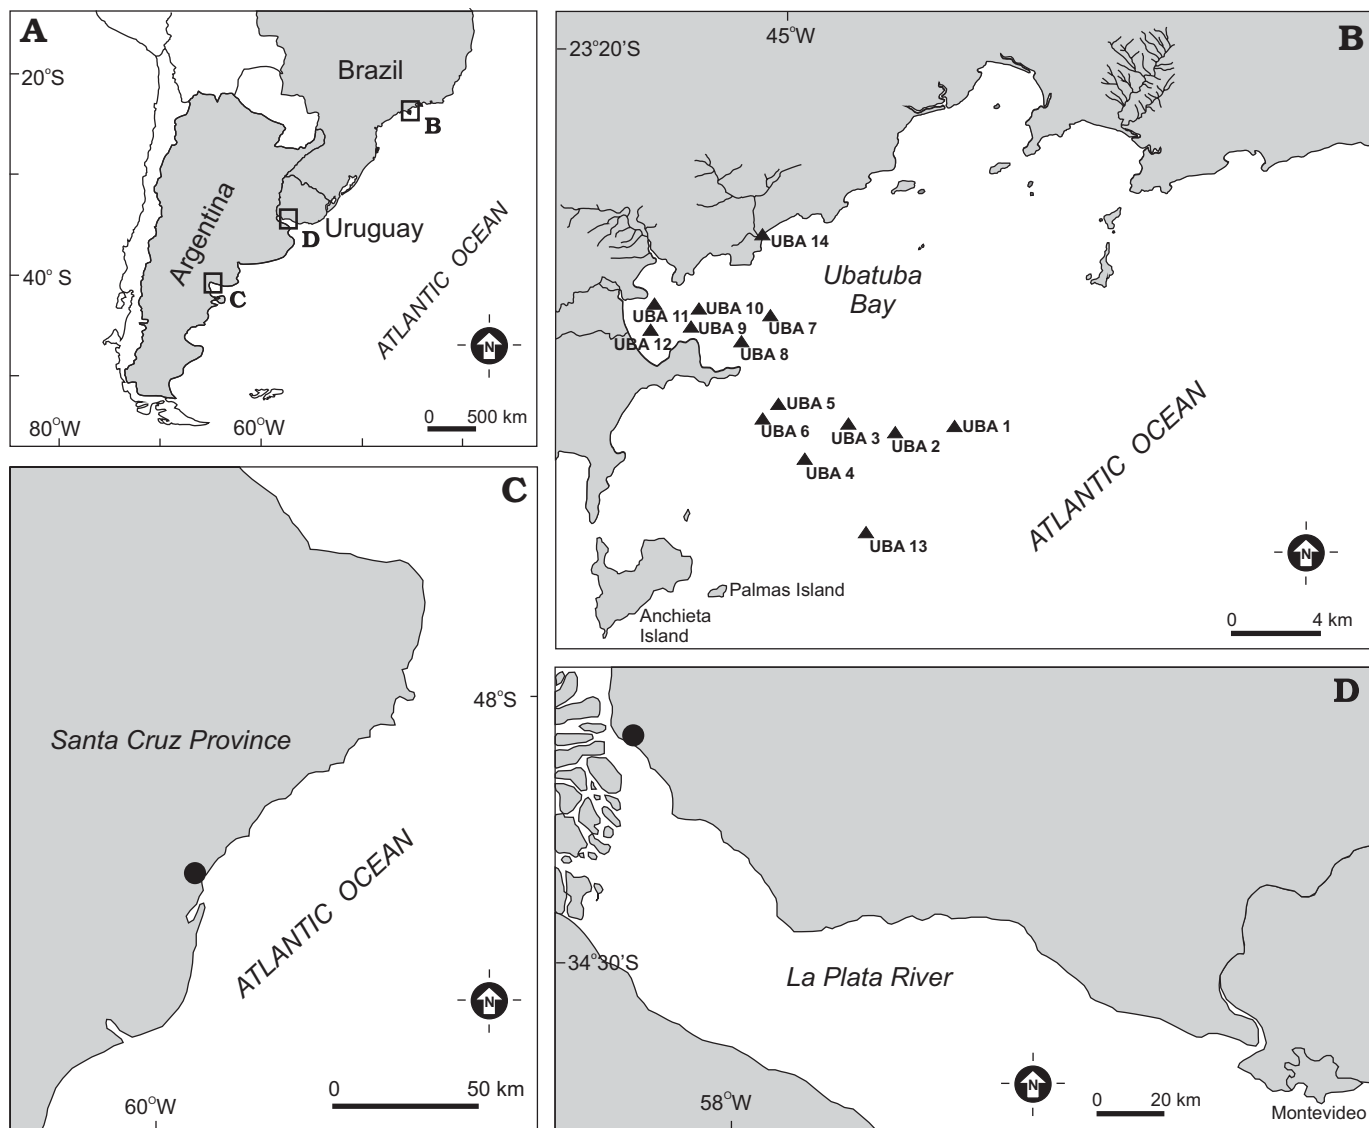 A
20°S
Brazil
B
D
Uruguay
Argentina
40° S
C
ATLANTIC OCEAN
N
0 500 km
80°W
60°W
B
23°20'S
45°W
UBA 14
Ubatuba
Bay
UBA 10
UBA 11
UBA 9
UBA 7
UBA 12
UBA 8
UBA 5
UBA 6
UBA 3
UBA 2
UBA 1
UBA 4
UBA 13
ATLANTIC OCEAN
N
Palmas Island
Anchieta
Island
0 4 km
C
48°S
Santa Cruz Province
ATLANTIC OCEAN
N
0 50 km
60°W
D
34°30'S
La Plata River
N
0 20 km
58°W
Montevideo